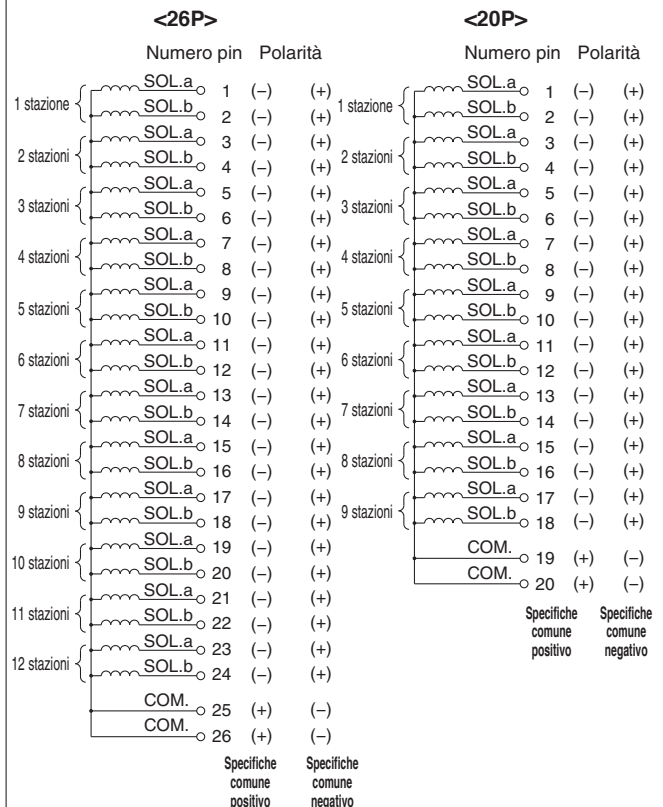 <26P>
Numero pin Polarità
1 stazione SOL.a 1 (–) (+)
SOL.b 2 (–) (+)
2 stazioni SOL.a 3 (–) (+)
SOL.b 4 (–) (+)
3 stazioni SOL.a 5 (–) (+)
SOL.b 6 (–) (+)
4 stazioni SOL.a 7 (–) (+)
SOL.b 8 (–) (+)
5 stazioni SOL.a 9 (–) (+)
SOL.b 10 (–) (+)
6 stazioni SOL.a 11 (–) (+)
SOL.b 12 (–) (+)
7 stazioni SOL.a 13 (–) (+)
SOL.b 14 (–) (+)
8 stazioni SOL.a 15 (–) (+)
SOL.b 16 (–) (+)
9 stazioni SOL.a 17 (–) (+)
SOL.b 18 (–) (+)
10 stazioni SOL.a 19 (–) (+)
SOL.b 20 (–) (+)
11 stazioni SOL.a 21 (–) (+)
SOL.b 22 (–) (+)
12 stazioni SOL.a 23 (–) (+)
SOL.b 24 (–) (+)
COM. 25 (+) (–)
COM. 26 (+) (–)
Specifiche Specifiche
comune comune
positivo negativo
<20P>
Numero pin Polarità
1 stazione SOL.a 1 (–) (+)
SOL.b 2 (–) (+)
2 stazioni SOL.a 3 (–) (+)
SOL.b 4 (–) (+)
3 stazioni SOL.a 5 (–) (+)
SOL.b 6 (–) (+)
4 stazioni SOL.a 7 (–) (+)
SOL.b 8 (–) (+)
5 stazioni SOL.a 9 (–) (+)
SOL.b 10 (–) (+)
6 stazioni SOL.a 11 (–) (+)
SOL.b 12 (–) (+)
7 stazioni SOL.a 13 (–) (+)
SOL.b 14 (–) (+)
8 stazioni SOL.a 15 (–) (+)
SOL.b 16 (–) (+)
9 stazioni SOL.a 17 (–) (+)
SOL.b 18 (–) (+)
COM. 19 (+) (–)
COM. 20 (+) (–)
Specifiche Specifiche
comune comune
positivo negativo